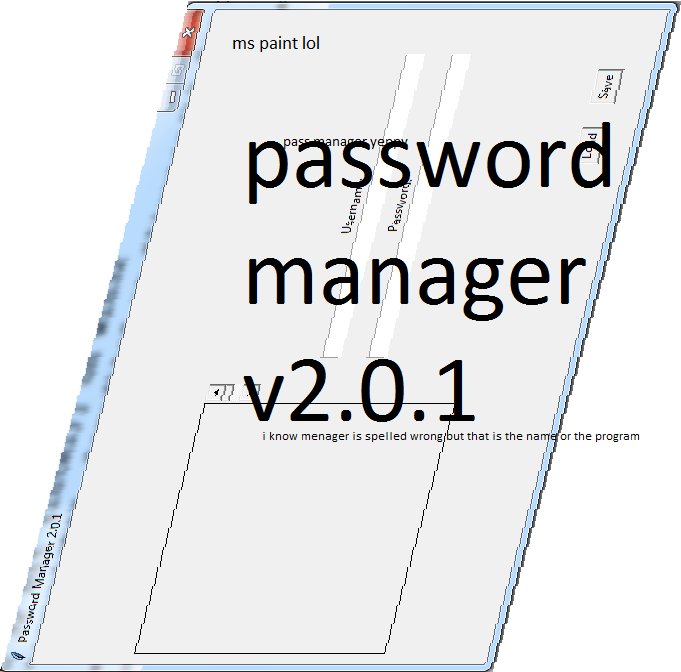 ms paint lol
Save
pass manager
Load
password
Username
Password
manager
v2.0.1
i know menager is spelled wrong but that is the name or the program
Password Manager 2.0.1